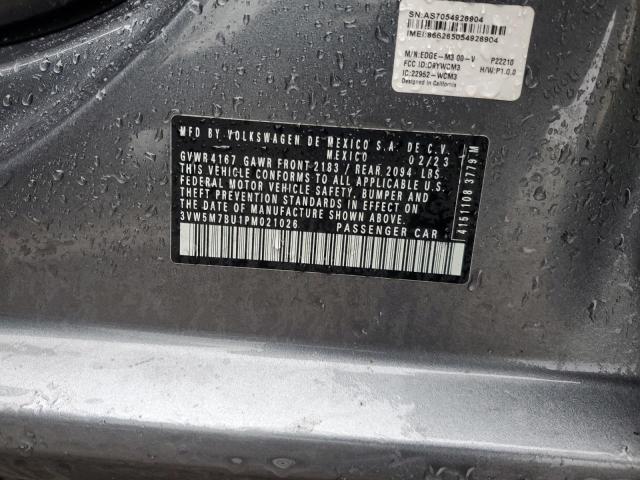 SN:AS7054928904
IMEI:866265054928904
M/N:EDGE-M3 00-V P22210
FCC ID:D#YWCM3 H/W:P1.0.0
IC:22952-WCM3
Designed in California
MFD BY VOLKSWAGEN DE MEXICO S.A. DE C.V.
MEXICO 02/23
GVWR4167 GAWR FRONT 2183 / REAR 2094 LBS
THIS VEHICLE CONFORMS TO ALL APPLICABLE U.S.
FEDERAL MOTOR VEHICLE SAFETY, BUMPER AND
THEFT PREVENTION STANDARDS IN EFFECT ON
THE DATE OF MANUFACTURE SHOWN ABOVE.
3VW5M7BU1PM021026 PASSENGER CAR
4151108 3779 M